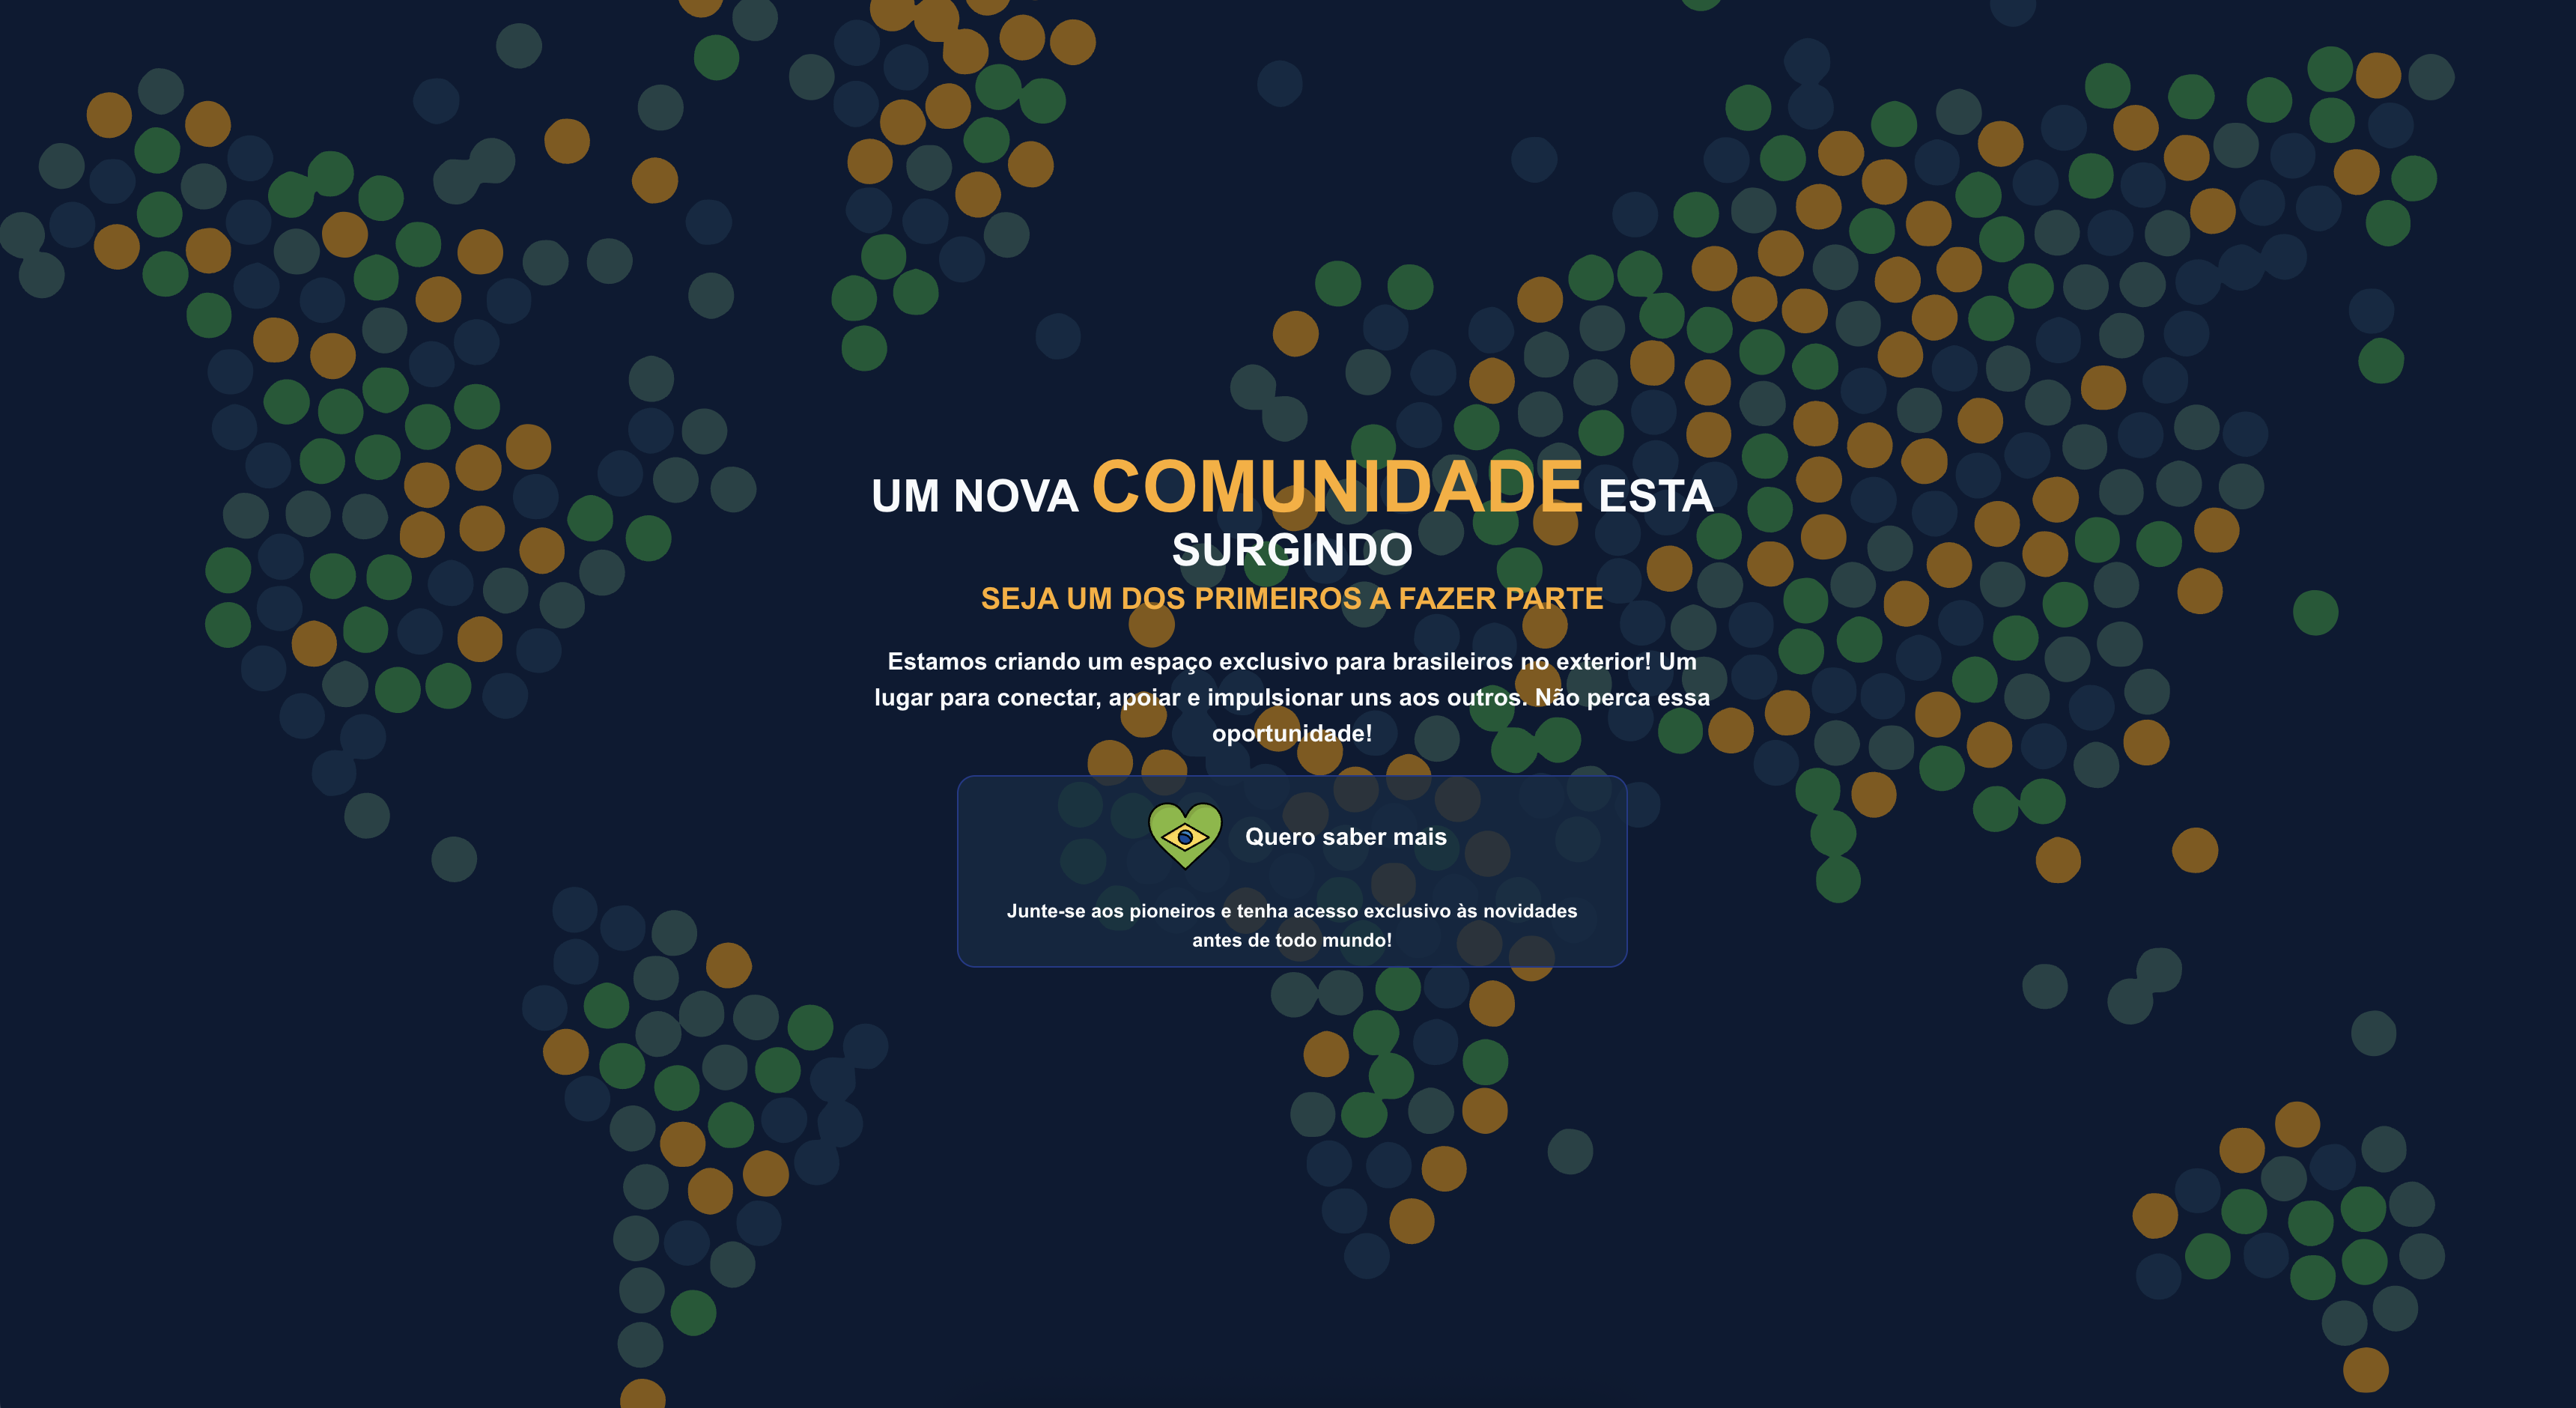 UM NOVA COMUNIDADE ESTA
SURGINDO
SEJA UM DOS PRIMEIROS A FAZER PARTE
Estamos criando um espaço exclusivo para brasileiros no exterior! Um
lugar para conectar, apoiar e impulsionar uns aos outros. Não perca essa
oportunidade!
Quero saber mais
Junte-se aos pioneiros e tenha acesso exclusivo às novidades
antes de todo mundo!